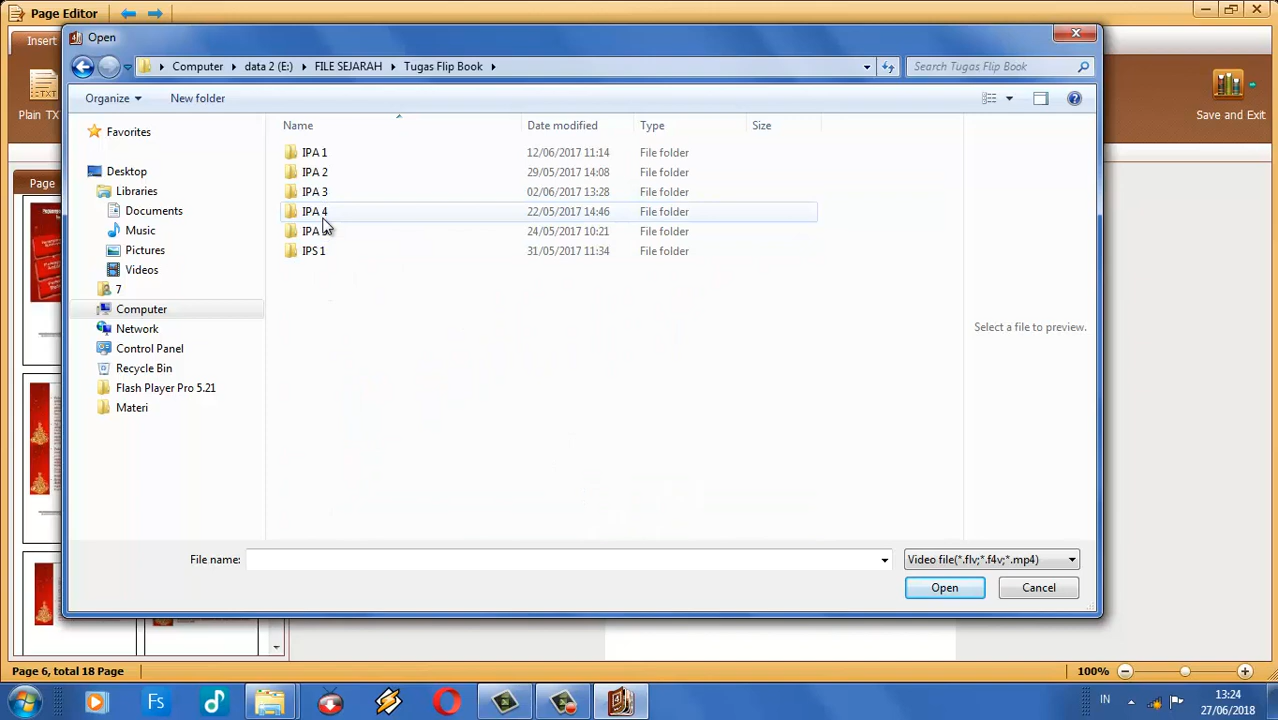 Page Editor
Insert
Open
Computer data 2 (E:) FILE SEJARAH Tugas Flip Book
Search Tugas Flip Book
Organize
New folder
Plain TX
Save and Exit
Page
Favorites
Desktop
Libraries
Documents
Music
Pictures
Videos
7
Computer
Network
Control Panel
Recycle Bin
Flash Player Pro 5.21
Materi
Name Date modified Type Size
IPA 1 12/06/2017 11:14 File folder
IPA 2 29/05/2017 14:08 File folder
IPA 3 02/06/2017 13:28 File folder
IPA 4 22/05/2017 14:46 File folder
IPA 24/05/2017 10:21 File folder
IPS 1 31/05/2017 11:34 File folder
Select a file to preview.
File name:
Video file(*.flv;*.f4v;*.mp4)
Open
Cancel
Page 6, total 18 Page
100%
Fs
IN
13:24
27/06/2018